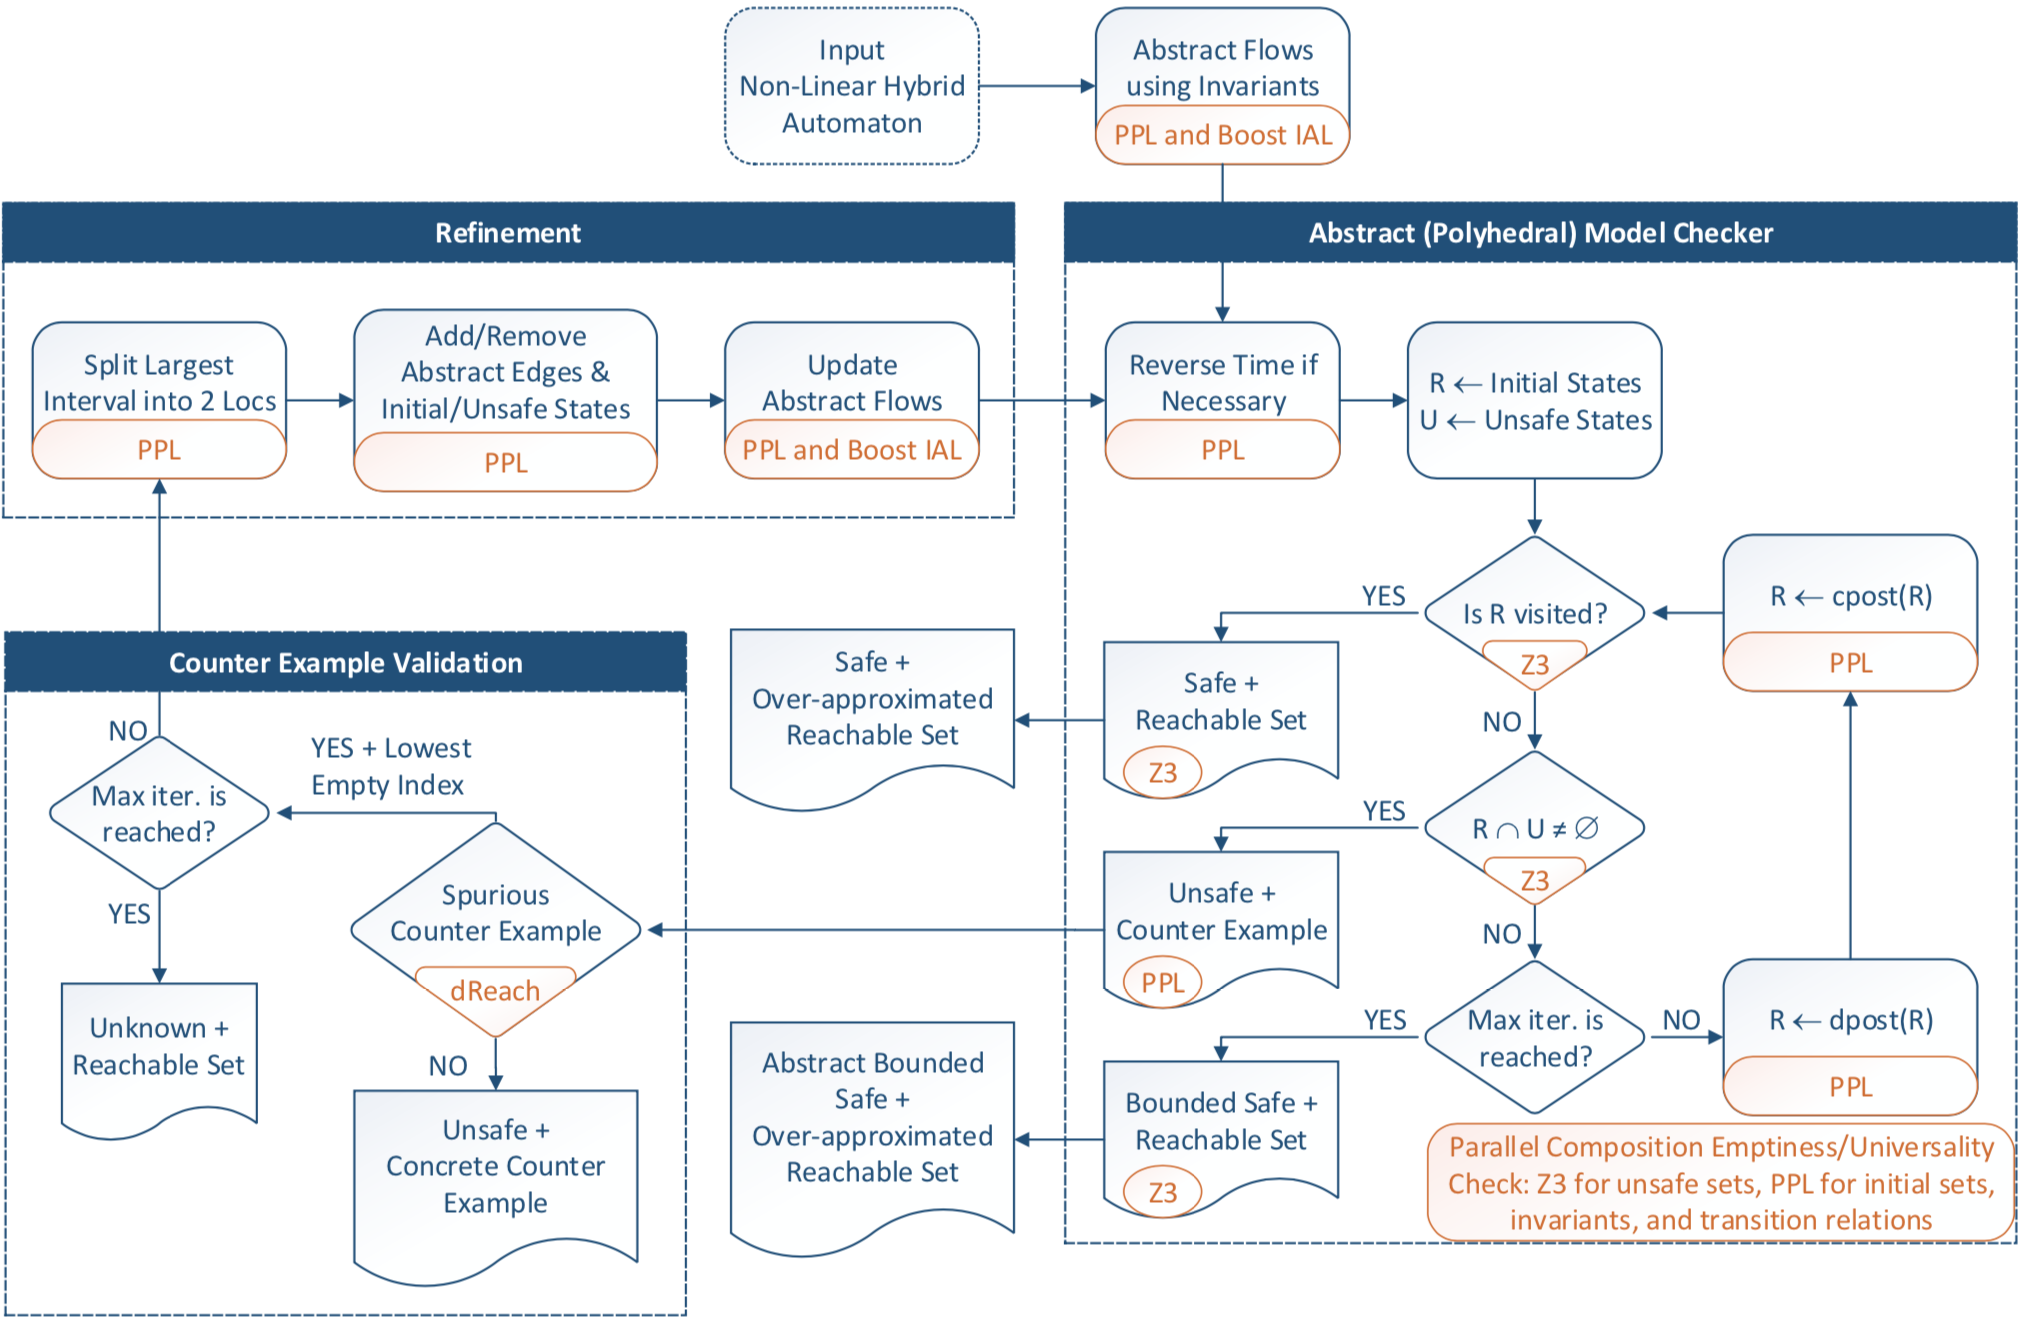 Input
Non-Linear Hybrid
Automaton
Abstract Flows
using Invariants
PPL and Boost IAL
Refinement
Split Largest
Interval into 2 Locs
PPL
Add/Remove
Abstract Edges &
Initial/Unsafe States
PPL
Update
Abstract Flows
PPL and Boost IAL
Abstract (Polyhedral) Model Checker
Reverse Time if
Necessary
PPL
R ← Initial States
U ← Unsafe States
Is R visited?
Z3
YES
NO
R ← cpost(R)
PPL
Safe +
Reachable Set
Z3
Safe +
Over-approximated
Reachable Set
R ∩ U ≠ ∅
Z3
YES
NO
Unsafe +
Counter Example
PPL
Max iter. is
reached?
YES
NO
R ← dpost(R)
PPL
Bounded Safe +
Reachable Set
Z3
Abstract Bounded
Safe +
Over-approximated
Reachable Set
Parallel Composition Emptiness/Universality
Check: Z3 for unsafe sets, PPL for initial sets,
invariants, and transition relations
Counter Example Validation
NO
Max iter. is
reached?
YES
YES + Lowest
Empty Index
Spurious
Counter Example
dReach
NO
Unknown +
Reachable Set
Unsafe +
Concrete Counter
Example